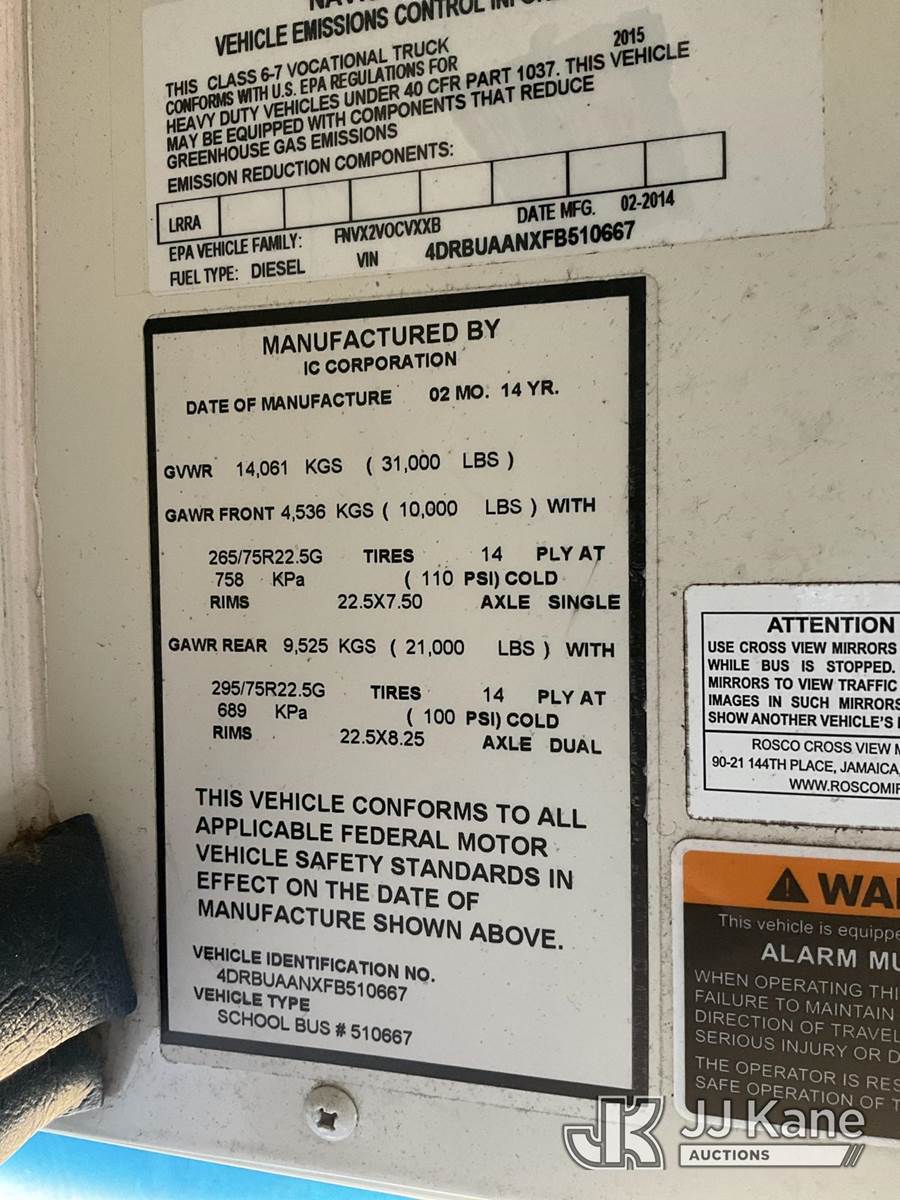 VEHICLE EMISSIONS CONTROL
THIS CLASS 6-7 VOCATIONAL TRUCK
CONFORMS WITH U.S. EPA REGULATIONS FOR 2015
HEAVY DUTY VEHICLES UNDER 40 CFR PART 1037. THIS VEHICLE
MAY BE EQUIPPED WITH COMPONENTS THAT REDUCE
GREENHOUSE GAS EMISSIONS
EMISSION REDUCTION COMPONENTS:
LRRA
EPA VEHICLE FAMILY: FNVX2VOCVXXB DATE MFG. 02-2014
FUEL TYPE: DIESEL VIN 4DRBUAANXFB510667
MANUFACTURED BY
IC CORPORATION
DATE OF MANUFACTURE 02 MO. 14 YR.
GVWR 14,061 KGS ( 31,000 LBS )
GAWR FRONT 4,536 KGS ( 10,000 LBS ) WITH
265/75R22.5G TIRES 14 PLY AT
758 KPa ( 110 PSI) COLD
RIMS 22.5X7.50 AXLE SINGLE
GAWR REAR 9,525 KGS ( 21,000 LBS ) WITH
295/75R22.5G TIRES 14 PLY AT
689 KPa ( 100 PSI) COLD
RIMS 22.5X8.25 AXLE DUAL
THIS VEHICLE CONFORMS TO ALL
APPLICABLE FEDERAL MOTOR
VEHICLE SAFETY STANDARDS IN
EFFECT ON THE DATE OF
MANUFACTURE SHOWN ABOVE.
VEHICLE IDENTIFICATION NO.
4DRBUAANXFB510667
VEHICLE TYPE
SCHOOL BUS # 510667
ATTENTION
USE CROSS VIEW MIRRORS
WHILE BUS IS STOPPED.
MIRRORS TO VIEW TRAFFIC
IMAGES IN SUCH MIRRORS
SHOW ANOTHER VEHICLE'S
ROSCO CROSS VIEW
90-21 144TH PLACE, JAMAICA,
WWW.ROSCOMIR
WA
This vehicle is equippe
ALARM MU
WHEN OPERATING THI
FAILURE TO MAINTAIN
DIRECTION OF TRAVEL
SERIOUS INJURY OR D
THE OPERATOR IS RES
SAFE OPERATION OF T
JK JJ Kane
AUCTIONS